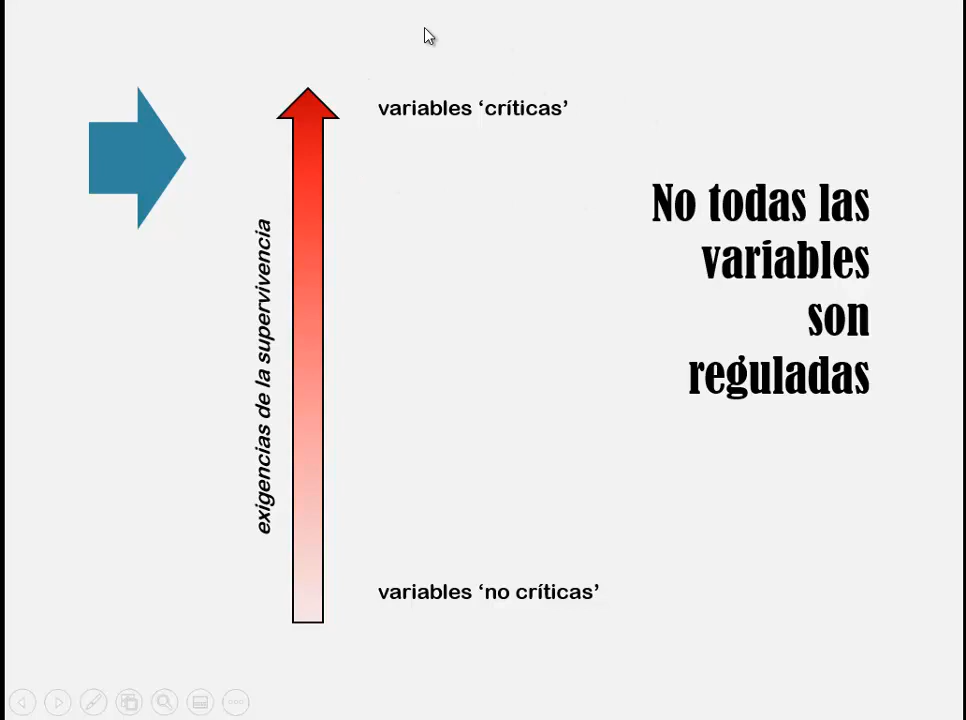 variables ‘críticas’
No todas las
variables
son
reguladas
exigencias de la supervivencia
variables ‘no críticas’